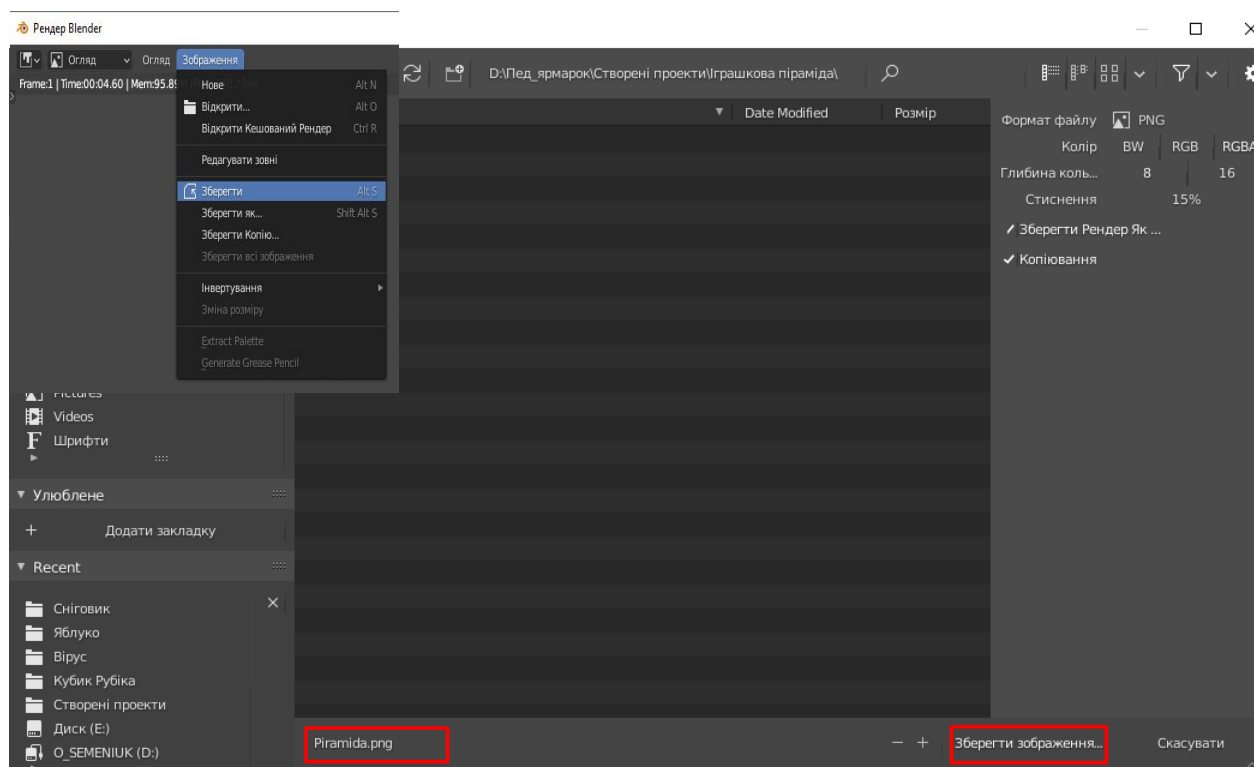 Рендер Blender
Огляд Огляд Зображення
Frame:1 | Time:00:04.60 | Mem:95.8
Нове Alt N
Відкрити... Alt O
Відкрити Кешований Рендер Ctrl R
Редагувати зовні
Зберегти Alt S
Зберегти як... Shift Alt S
Зберегти Копію...
Зберегти всі зображення
Інвертування
Зміна розміру
Extract Palette
Generate Grease Pencil
D:\Пед_ярмарок\Створені проекти\Іграшкова піраміда\
Date Modified Розмір
Формат файлу PNG
Колір BW RGB RGBA
Глибина коль... 8 16
Стиснення 15%
Зберегти Рендер Як ...
Копіювання
Pictures
Videos
Шрифти
Улюблене
Додати закладку
Recent
Сніговик
Яблуко
Вірус
Кубик Рубіка
Створені проекти
Диск (E:)
O_SEMENIUK (D:)
Piramida.png
Зберегти зображення...
Скасувати